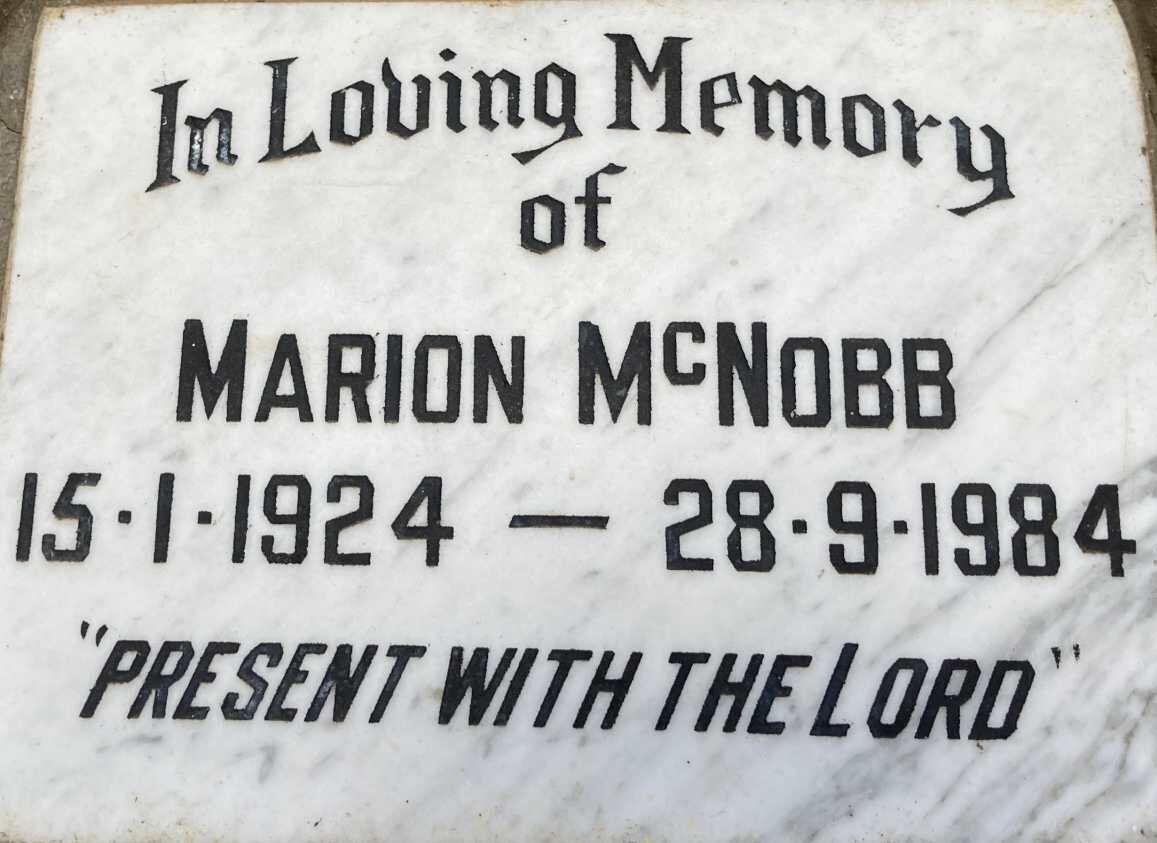 In Loving Memory
of
MARION McNOBB
15·1·1924 — 28·9·1984
"PRESENT WITH THE LORD"